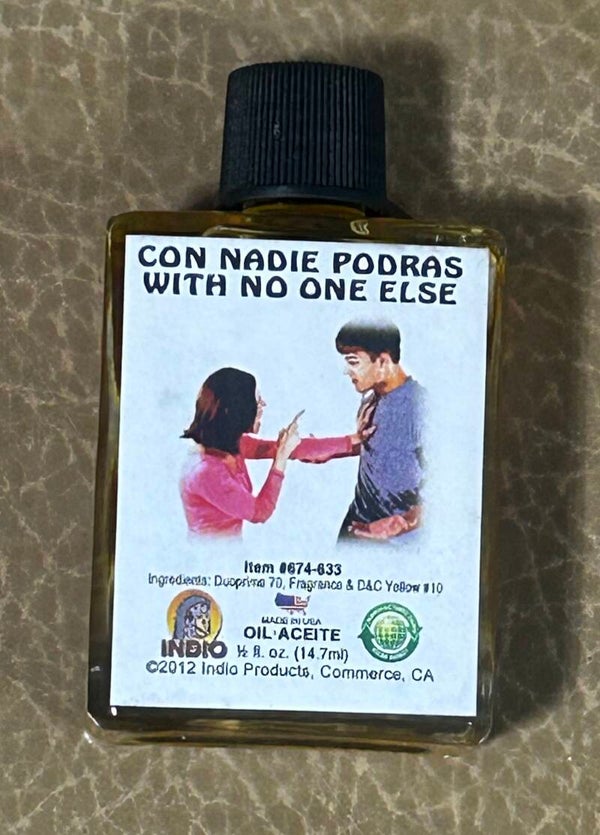 CON NADIE PODRAS
WITH NO ONE ELSE
Item #674-633
Ingredients: Duoprime 70, Fragrance & D&C Yellow #10
MADE IN USA
OIL·ACEITE
INDIO ½ fl. oz. (14.7ml)
©2012 Indio Products, Commerce, CA